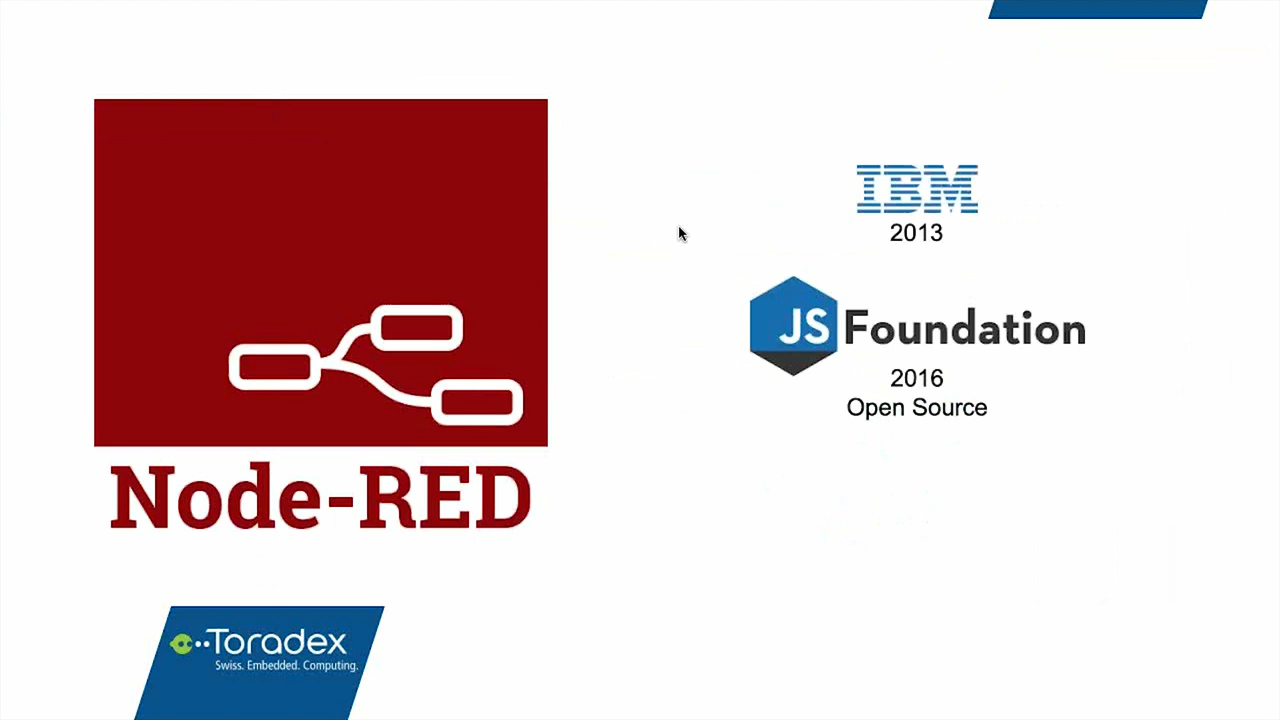 Node-RED
IBM
2013
JS Foundation
2016
Open Source
Toradex
Swiss. Embedded. Computing.